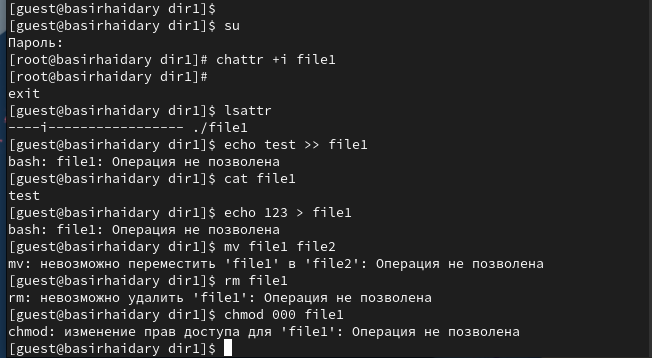 [guest@basirhaidary dir1]$
[guest@basirhaidary dir1]$ su
Пароль:
[root@basirhaidary dir1]# chattr +i file1
[root@basirhaidary dir1]#
exit
[guest@basirhaidary dir1]$ lsattr
----i----------------- ./file1
[guest@basirhaidary dir1]$ echo test >> file1
bash: file1: Операция не позволена
[guest@basirhaidary dir1]$ cat file1
test
[guest@basirhaidary dir1]$ echo 123 > file1
bash: file1: Операция не позволена
[guest@basirhaidary dir1]$ mv file1 file2
mv: невозможно переместить 'file1' в 'file2': Операция не позволена
[guest@basirhaidary dir1]$ rm file1
rm: невозможно удалить 'file1': Операция не позволена
[guest@basirhaidary dir1]$ chmod 000 file1
chmod: изменение прав доступа для 'file1': Операция не позволена
[guest@basirhaidary dir1]$